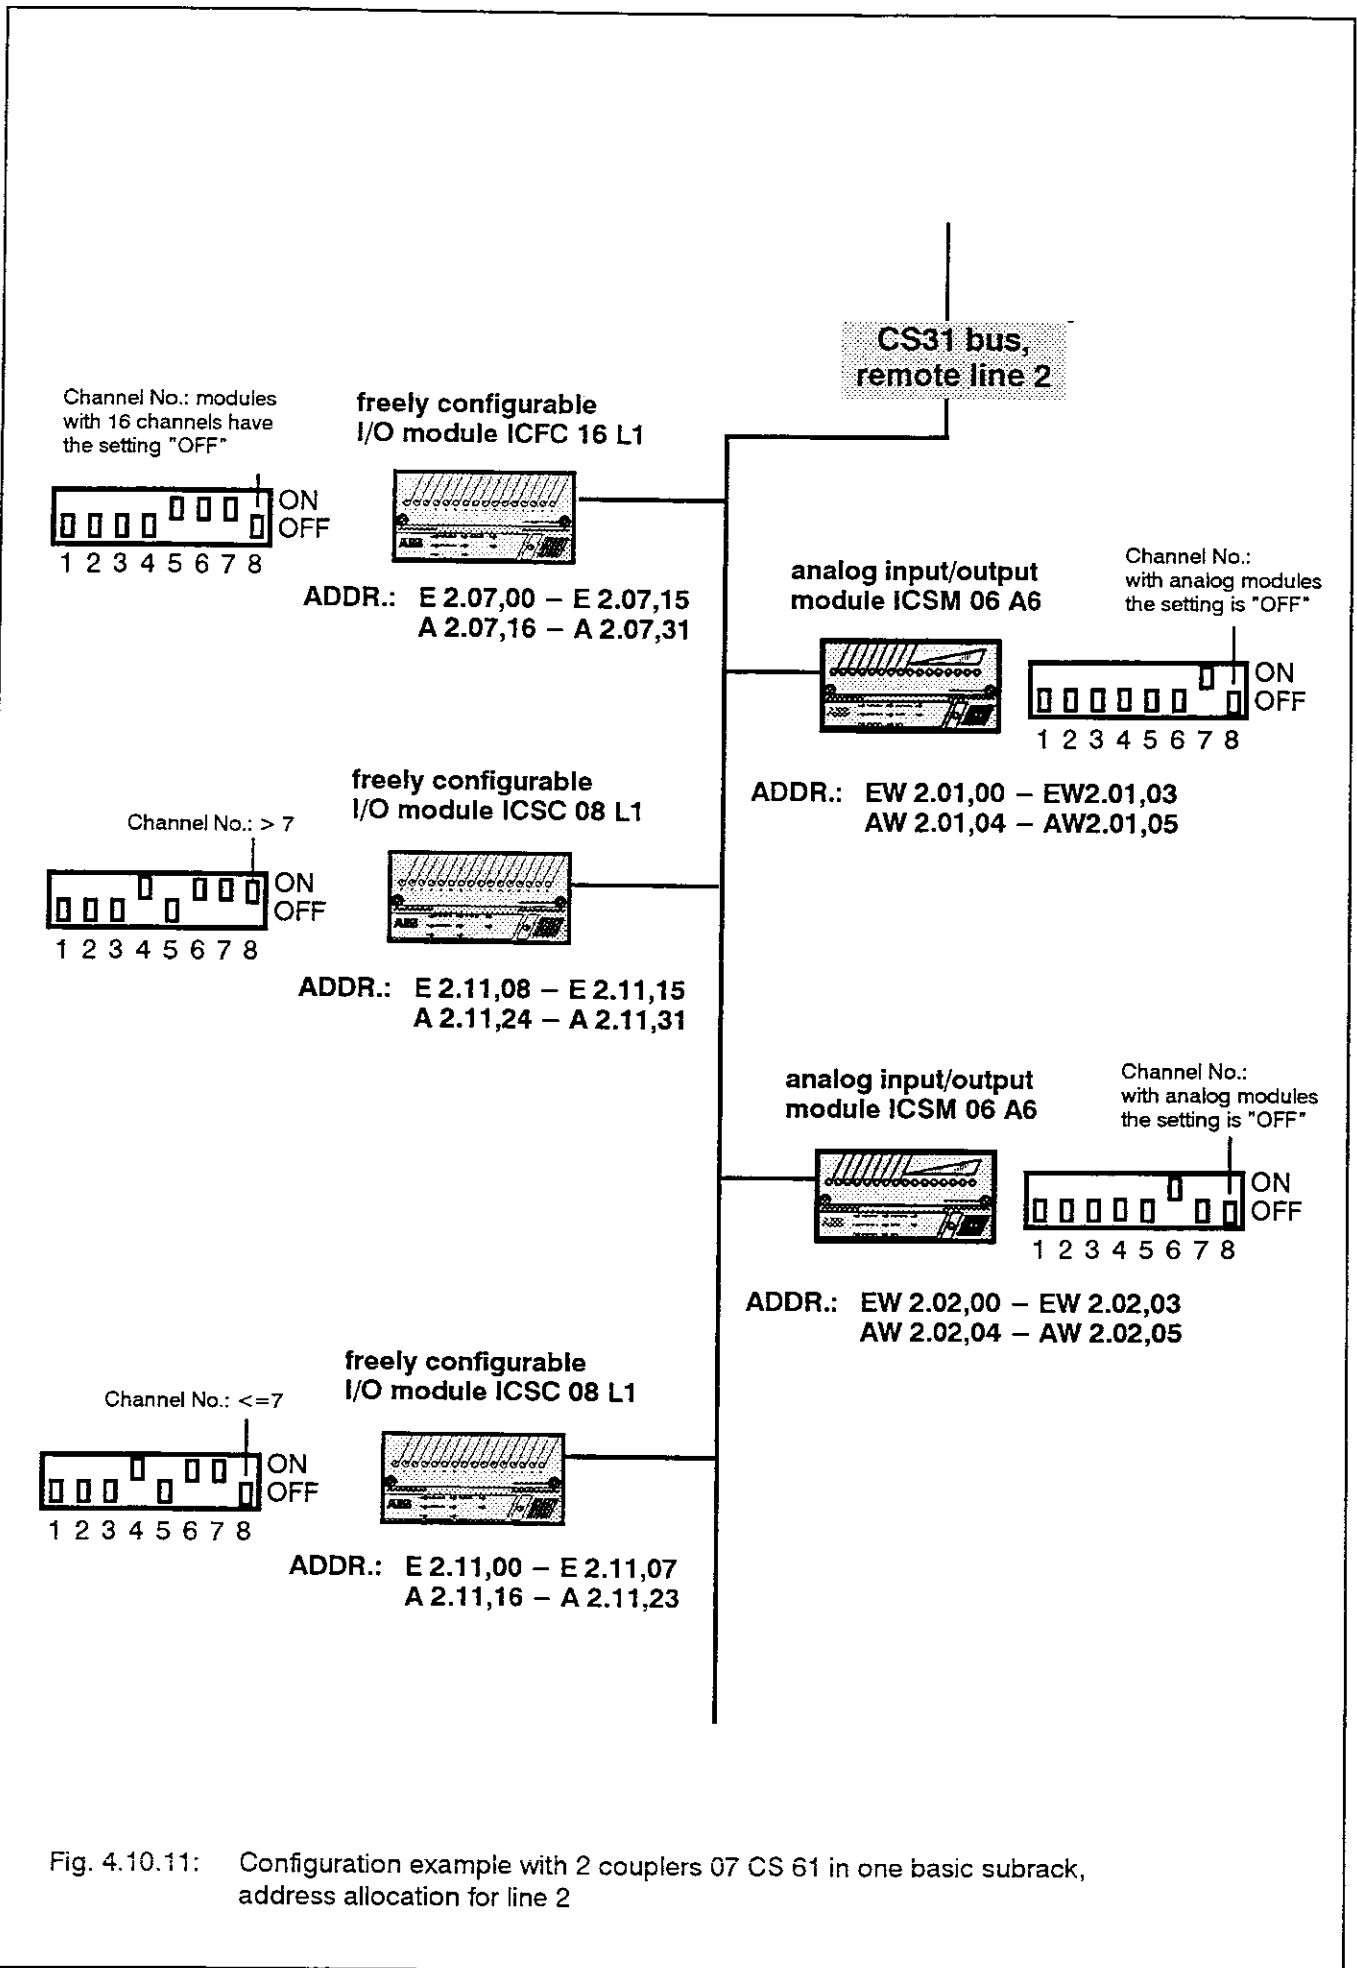 CS31 bus,
remote line 2
Channel No.: modules
with 16 channels have
the setting "OFF"
freely configurable
I/O module ICFC 16 L1
ON
OFF
1 2 3 4 5 6 7 8
ABB
ADDR.: E 2.07,00 – E 2.07,15
A 2.07,16 – A 2.07,31
analog input/output
module ICSM 06 A6
Channel No.:
with analog modules
the setting is "OFF"
ON
OFF
1 2 3 4 5 6 7 8
ABB
ADDR.: EW 2.01,00 – EW2.01,03
AW 2.01,04 – AW2.01,05
freely configurable
I/O module ICSC 08 L1
Channel No.: > 7
ON
OFF
1 2 3 4 5 6 7 8
ABB
ADDR.: E 2.11,08 – E 2.11,15
A 2.11,24 – A 2.11,31
analog input/output
module ICSM 06 A6
Channel No.:
with analog modules
the setting is "OFF"
ON
OFF
1 2 3 4 5 6 7 8
ABB
ADDR.: EW 2.02,00 – EW 2.02,03
AW 2.02,04 – AW 2.02,05
freely configurable
I/O module ICSC 08 L1
Channel No.: <=7
ON
OFF
1 2 3 4 5 6 7 8
ABB
ADDR.: E 2.11,00 – E 2.11,07
A 2.11,16 – A 2.11,23
Fig. 4.10.11: Configuration example with 2 couplers 07 CS 61 in one basic subrack,
address allocation for line 2